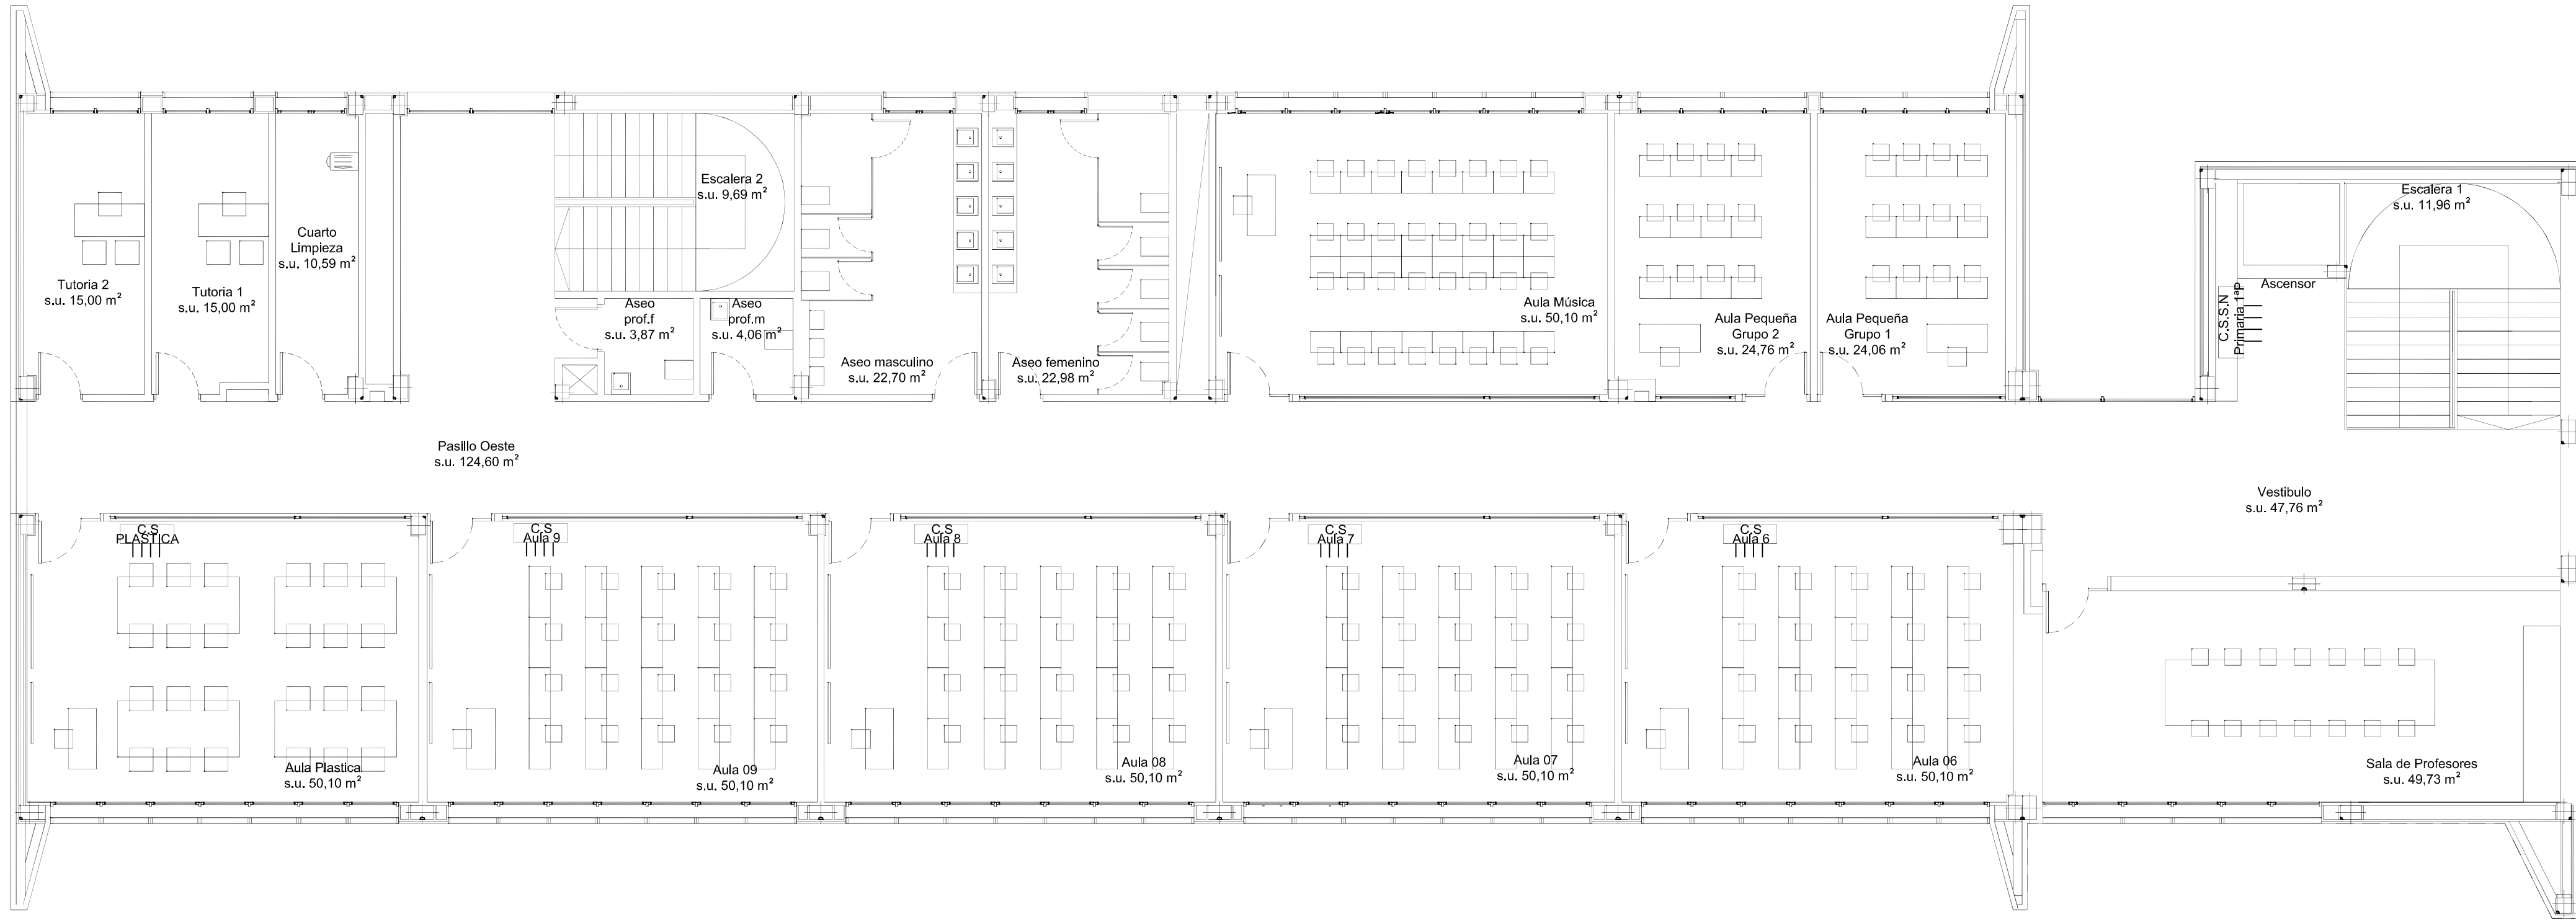 Escalera 2
s.u. 9,69 m²
Escalera 1
s.u. 11,96 m²
Cuarto
Limpieza
s.u. 10,59 m²
Tutoria 2
s.u. 15,00 m²
Tutoria 1
s.u. 15,00 m²
Aseo
prof.f
s.u. 3,87 m²
Aseo
prof.m
s.u. 4,06 m²
Aseo masculino
s.u. 22,70 m²
Aseo femenino
s.u. 22,98 m²
Aula Música
s.u. 50,10 m²
Aula Pequeña
Grupo 2
s.u. 24,76 m²
Aula Pequeña
Grupo 1
s.u. 24,06 m²
C.S.S.N
Primaria 1ªP
Ascensor
Pasillo Oeste
s.u. 124,60 m²
Vestibulo
s.u. 47,76 m²
C.S
PLASTICA
C.S
Aula 9
C.S
Aula 8
C.S
Aula 7
C.S
Aula 6
Aula Plastica
s.u. 50,10 m²
Aula 09
s.u. 50,10 m²
Aula 08
s.u. 50,10 m²
Aula 07
s.u. 50,10 m²
Aula 06
s.u. 50,10 m²
Sala de Profesores
s.u. 49,73 m²